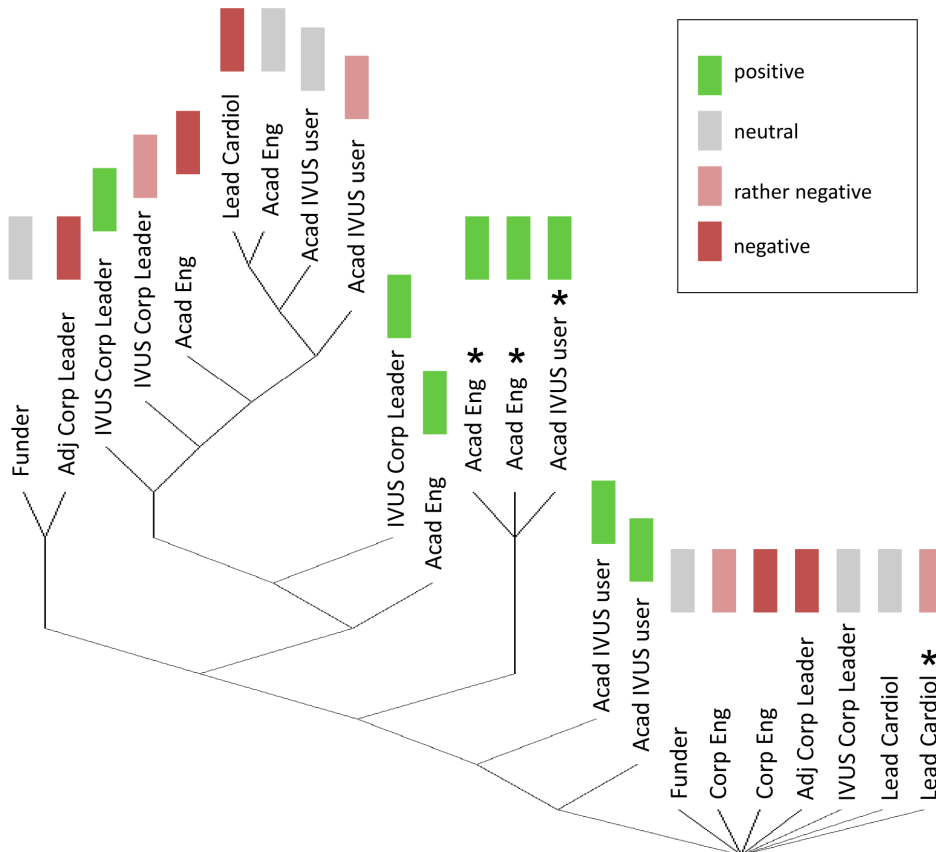 Funder
Adj Corp Leader
IVUS Corp Leader
IVUS Corp Leader
Acad Eng
Lead Cardiol
Acad Eng
Acad IVUS user
Acad IVUS user
IVUS Corp Leader
Acad Eng
Acad Eng *
Acad Eng *
Acad IVUS user *
Acad IVUS user
Acad IVUS user
Funder
Corp Eng
Corp Eng
Adj Corp Leader
IVUS Corp Leader
Lead Cardiol
Lead Cardiol *
positive
neutral
rather negative
negative